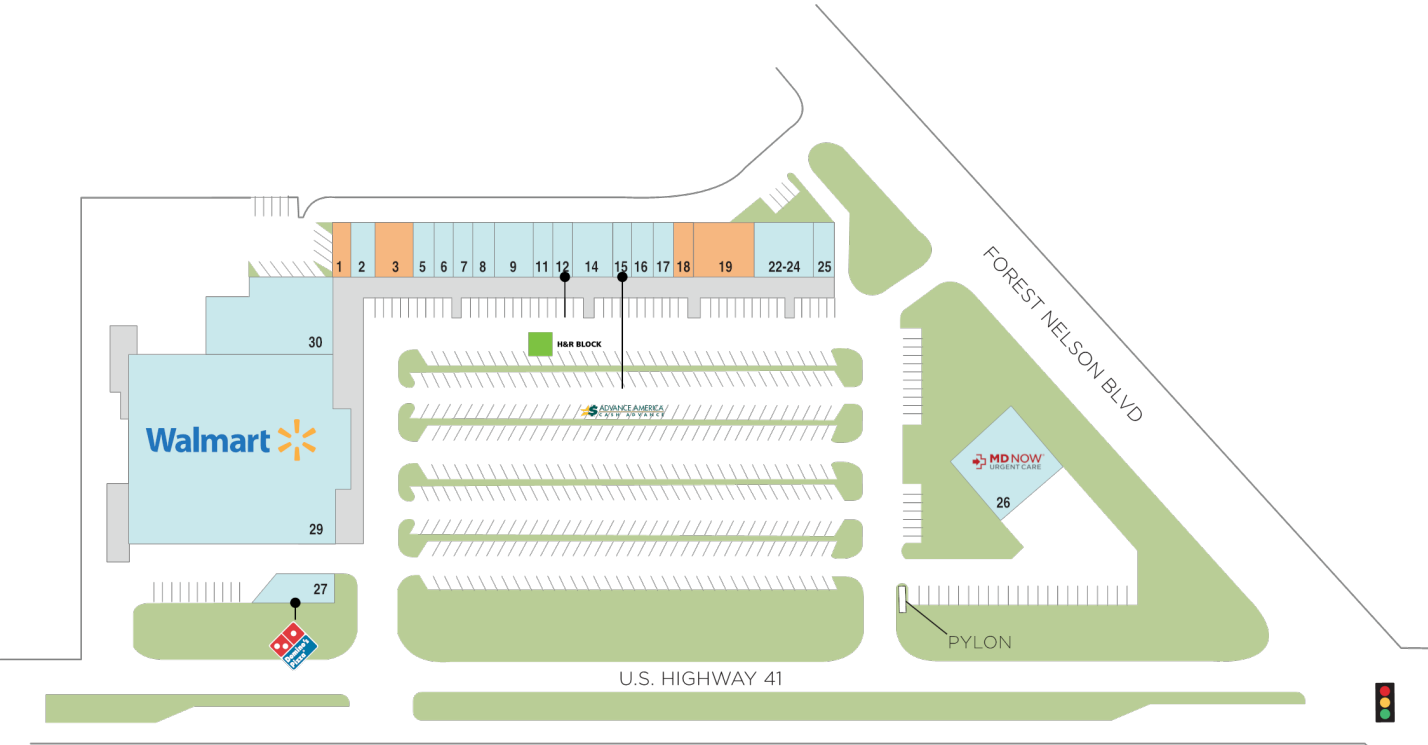 1 2 3 5 6 7 8 9 11 12 14 15 16 17 18 19 22-24 25
FOREST NELSON BLVD
30
H&R BLOCK
ADVANCE AMERICA
CASH ADVANCE
Walmart
MD NOW
URGENT CARE
26
29
27
Domino's
Pizza
PYLON
U.S. HIGHWAY 41